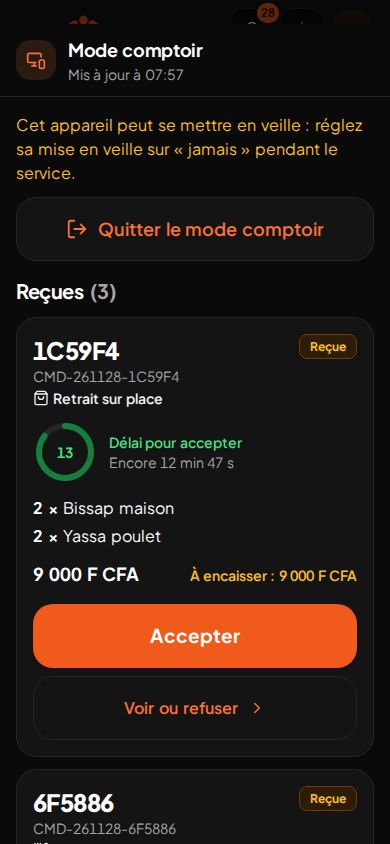 28
Mode comptoir
Mis à jour à 07:57
Cet appareil peut se mettre en veille : réglez
sa mise en veille sur « jamais » pendant le
service.
Quitter le mode comptoir
Reçues (3)
1C59F4
Reçue
CMD-261128-1C59F4
Retrait sur place
13
Délai pour accepter
Encore 12 min 47 s
2 × Bissap maison
2 × Yassa poulet
9 000 F CFA
À encaisser : 9 000 F CFA
Accepter
Voir ou refuser
6F5886
Reçue
CMD-261128-6F5886